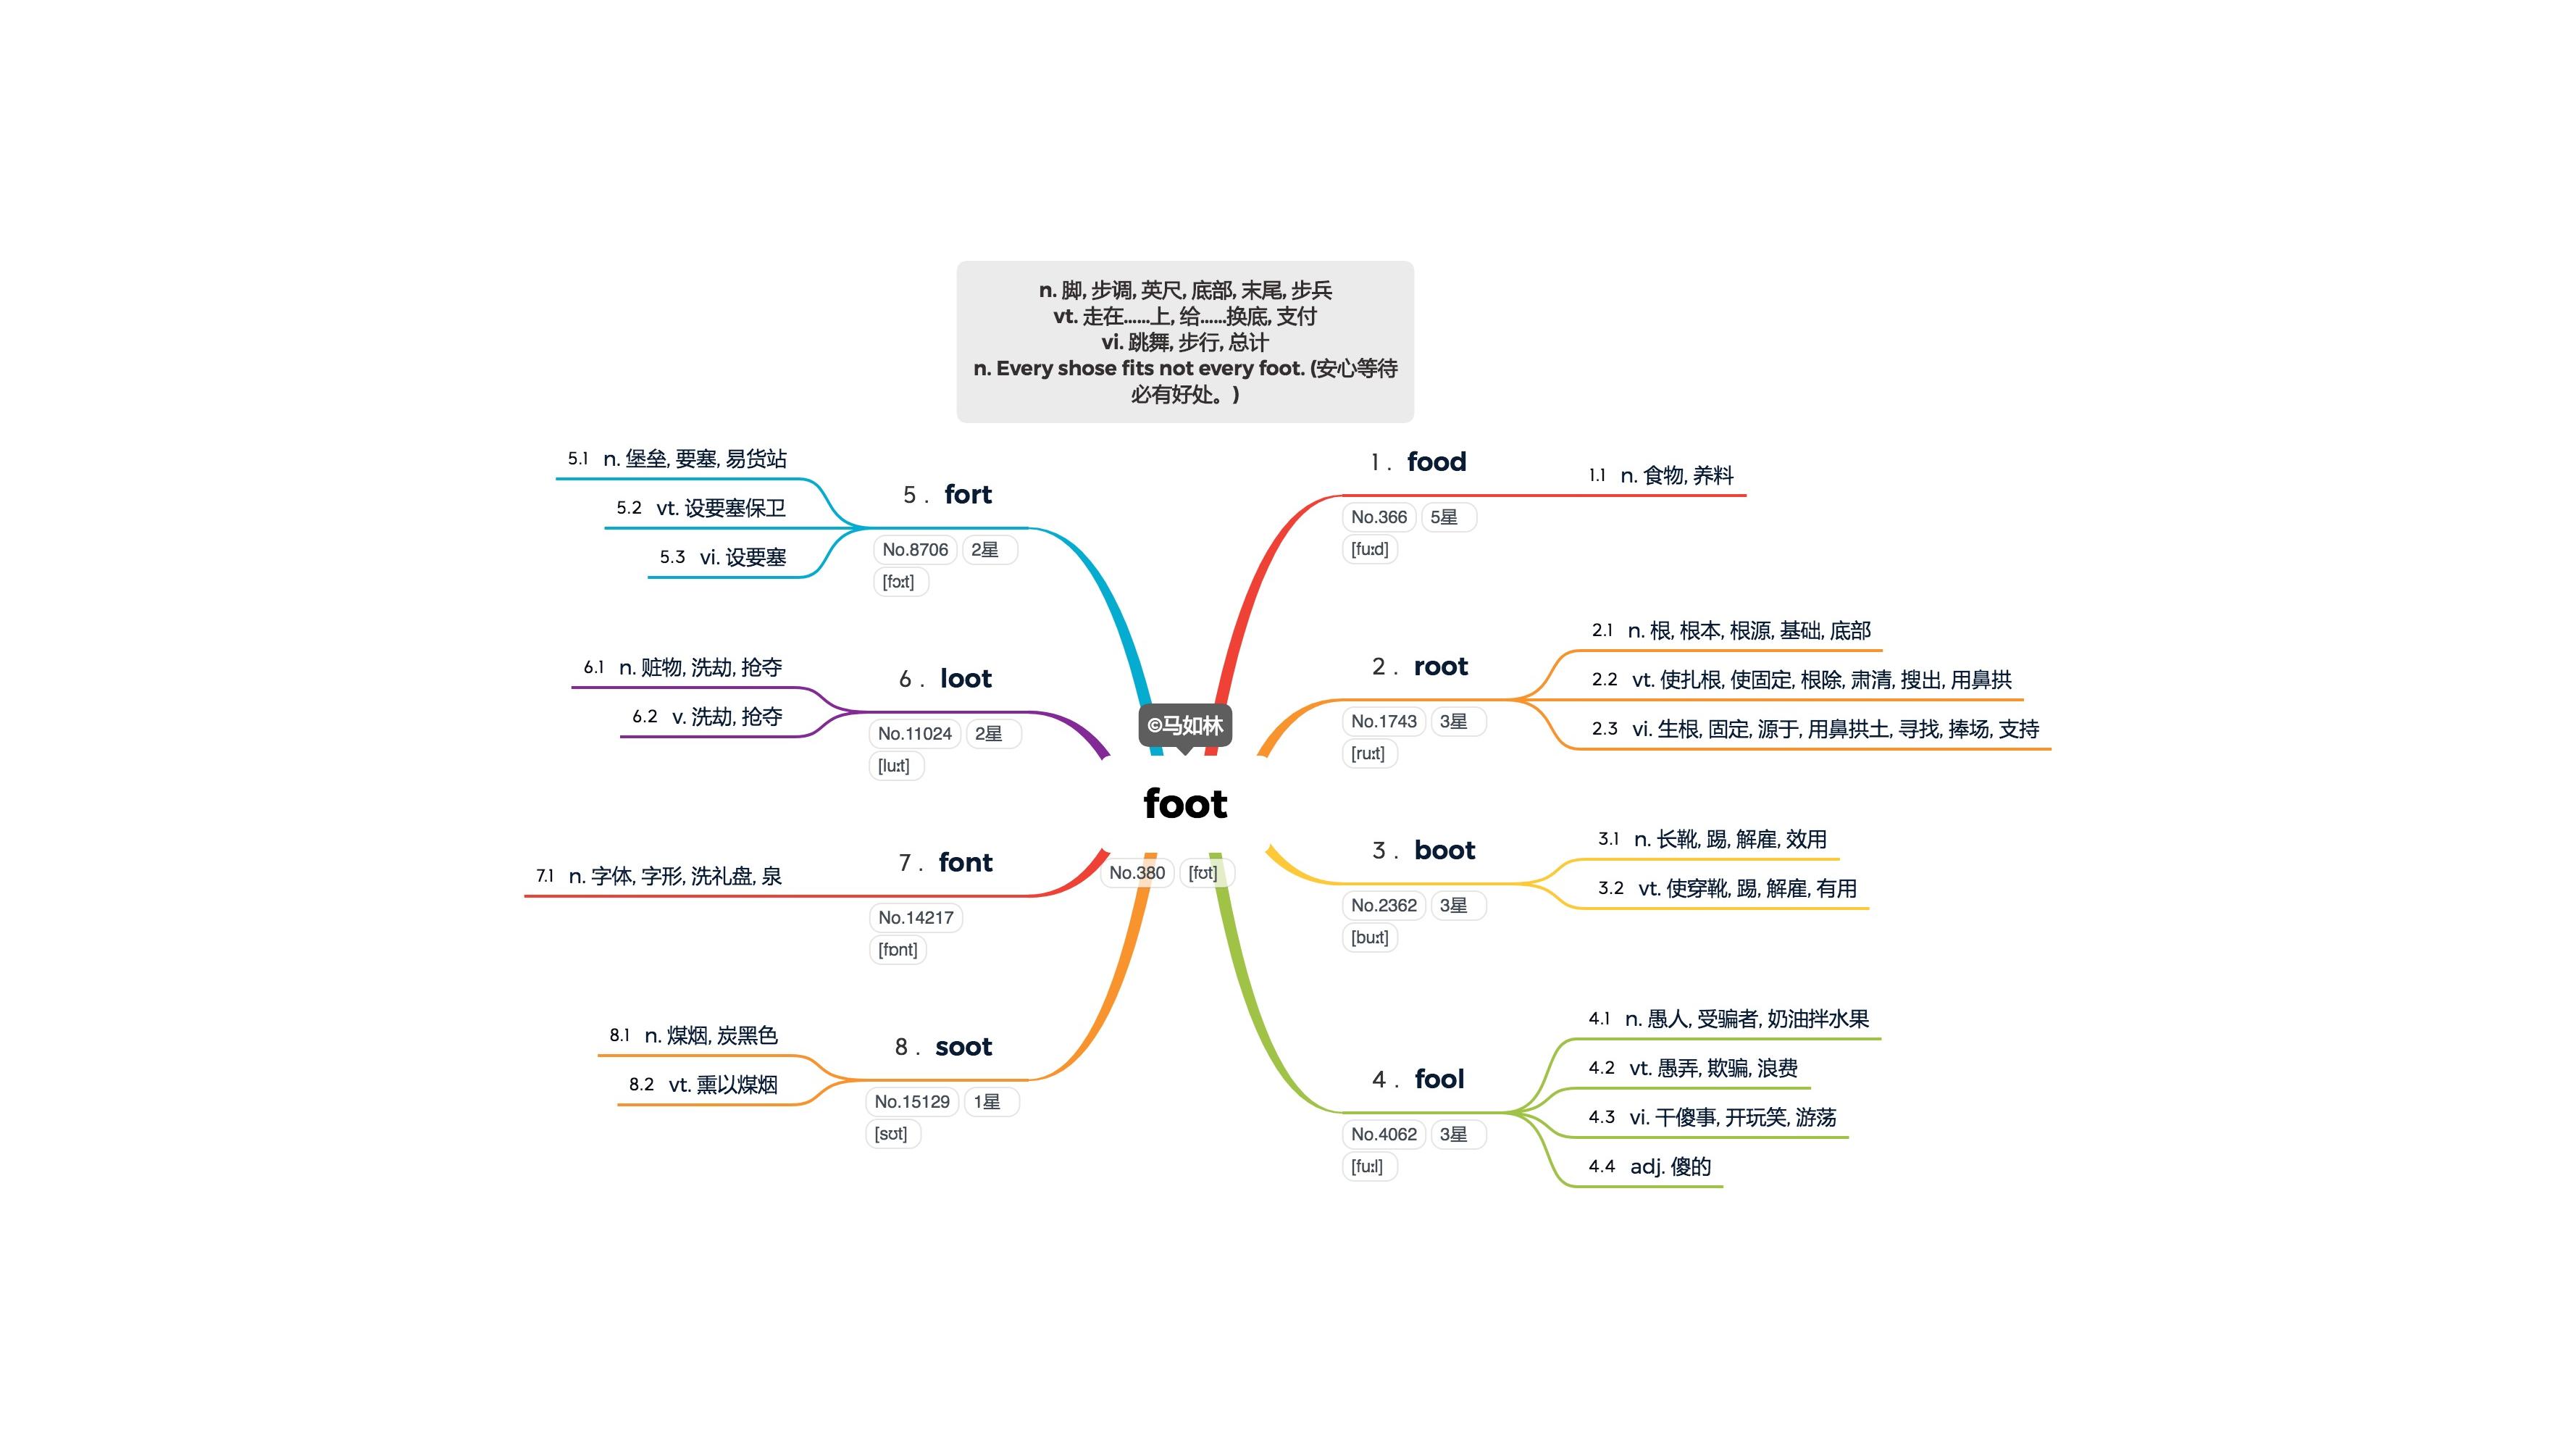 n. 脚, 步调, 英尺, 底部, 末尾, 步兵
vt. 走在……上, 给……换底, 支付
vi. 跳舞, 步行, 总计
n. Every shose fits not every foot. (安心等待
必有好处。)
©马如林
foot
No.380 [fʊt]
1 . food
No.366 5星
[fuːd]
1.1 n. 食物, 养料
2 . root
No.1743 3星
[ruːt]
2.1 n. 根, 根本, 根源, 基础, 底部
2.2 vt. 使扎根, 使固定, 根除, 肃清, 搜出, 用鼻拱
2.3 vi. 生根, 固定, 源于, 用鼻拱土, 寻找, 捧场, 支持
3 . boot
No.2362 3星
[buːt]
3.1 n. 长靴, 踢, 解雇, 效用
3.2 vt. 使穿靴, 踢, 解雇, 有用
4 . fool
No.4062 3星
[fuːl]
4.1 n. 愚人, 受骗者, 奶油拌水果
4.2 vt. 愚弄, 欺骗, 浪费
4.3 vi. 干傻事, 开玩笑, 游荡
4.4 adj. 傻的
5 . fort
No.8706 2星
[fɔːt]
5.1 n. 堡垒, 要塞, 易货站
5.2 vt. 设要塞保卫
5.3 vi. 设要塞
6 . loot
No.11024 2星
[luːt]
6.1 n. 赃物, 洗劫, 抢夺
6.2 v. 洗劫, 抢夺
7 . font
No.14217
[fɒnt]
7.1 n. 字体, 字形, 洗礼盘, 泉
8 . soot
No.15129 1星
[sʊt]
8.1 n. 煤烟, 炭黑色
8.2 vt. 熏以煤烟